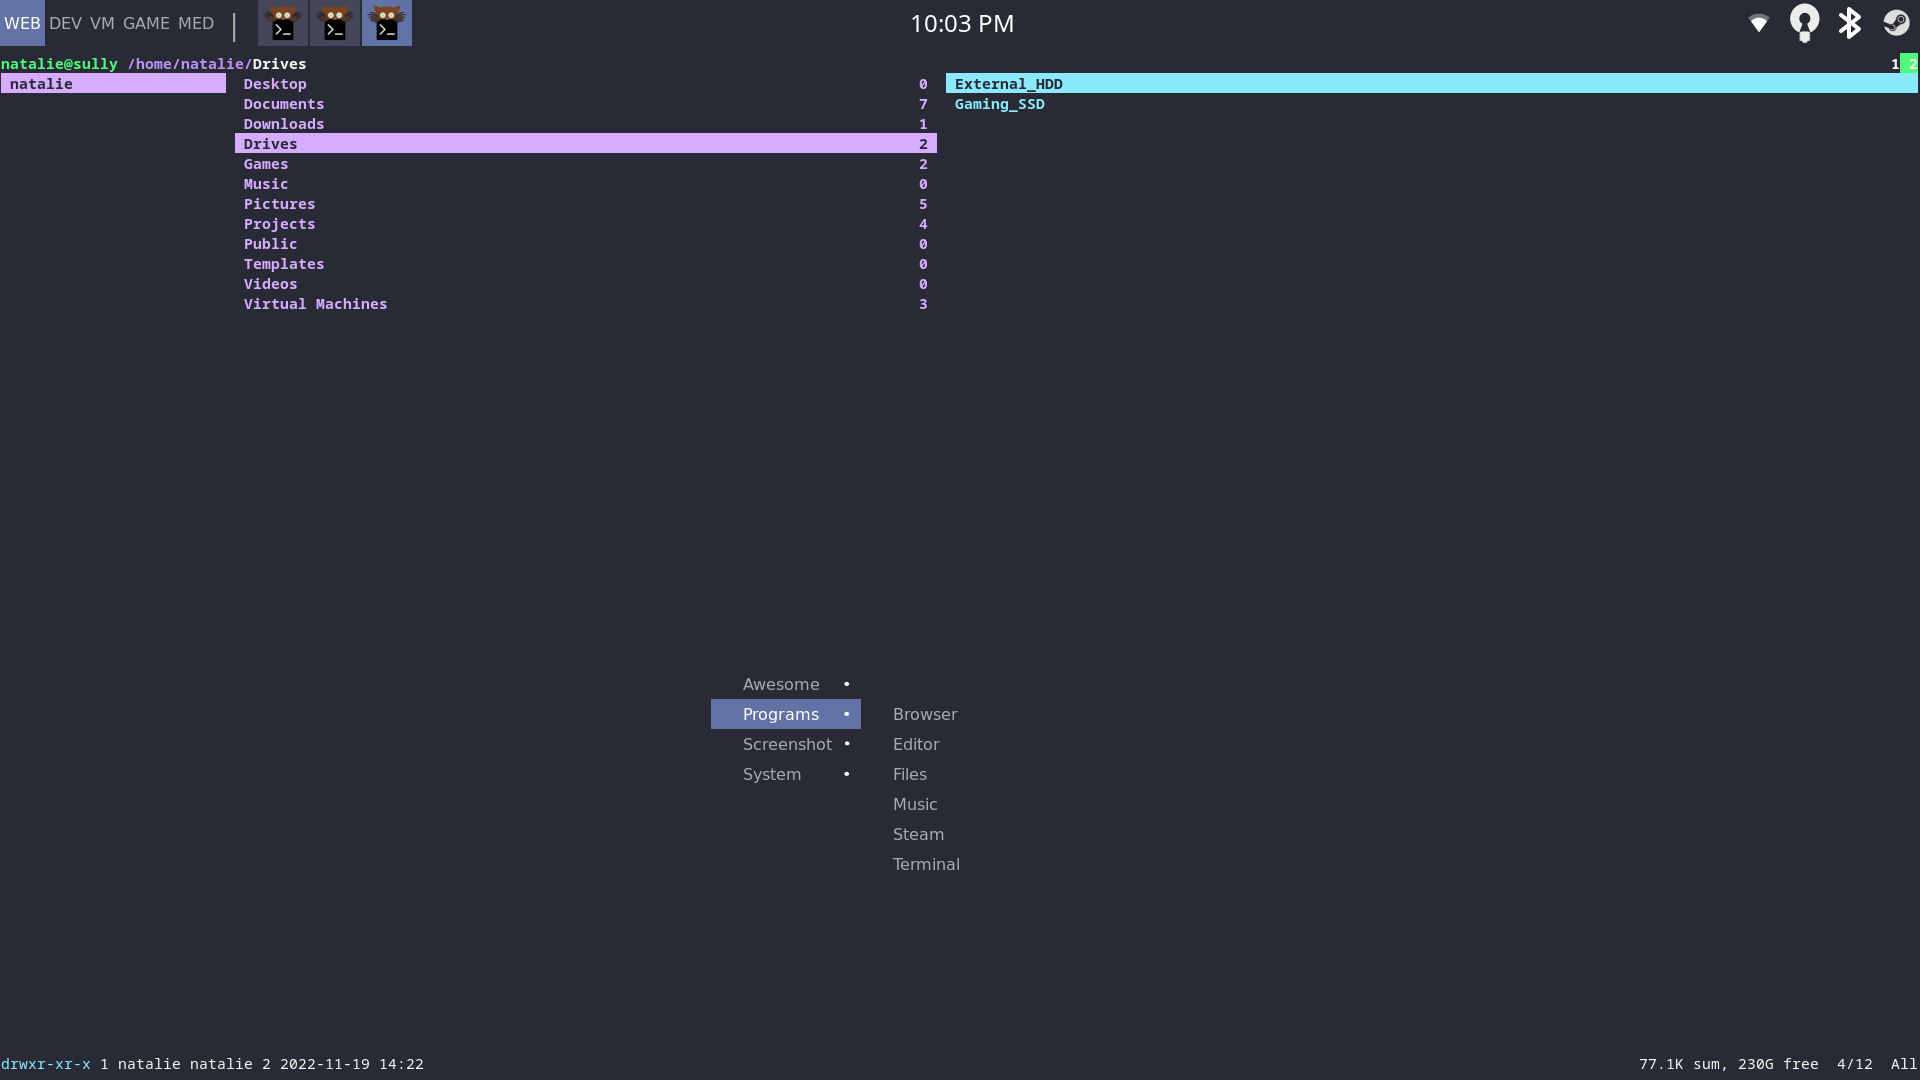 WEB DEV VM GAME MED | >_ >_ >_ 10:03 PM
natalie@sully /home/natalie/Drives 1 2
natalie Desktop 0 External_HDD
Documents 7 Gaming_SSD
Downloads 1
Drives 2
Games 2
Music 0
Pictures 5
Projects 4
Public 0
Templates 0
Videos 0
Virtual Machines 3
Awesome •
Programs • Browser
Screenshot • Editor
System • Files
Music
Steam
Terminal
drwxr-xr-x 1 natalie natalie 2 2022-11-19 14:22 77.1K sum, 230G free 4/12 All